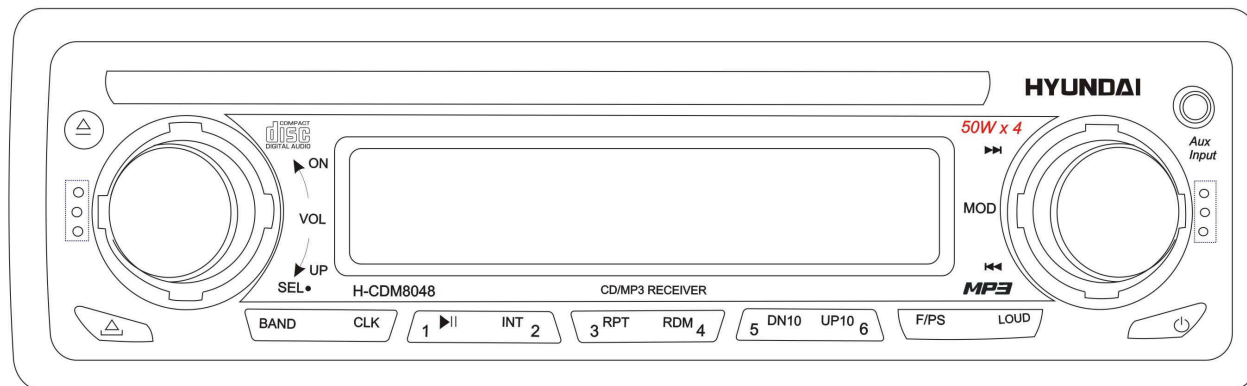 HYUNDAI
COMPACT
disc
DIGITAL AUDIO
50W x 4
Aux
Input
ON
VOL
MOD
UP
SEL
H-CDM8048
CD/MP3 RECEIVER
MP3
BAND CLK 1 INT 2 3 RPT RDM 4 5 DN10 UP10 6 F/PS LOUD